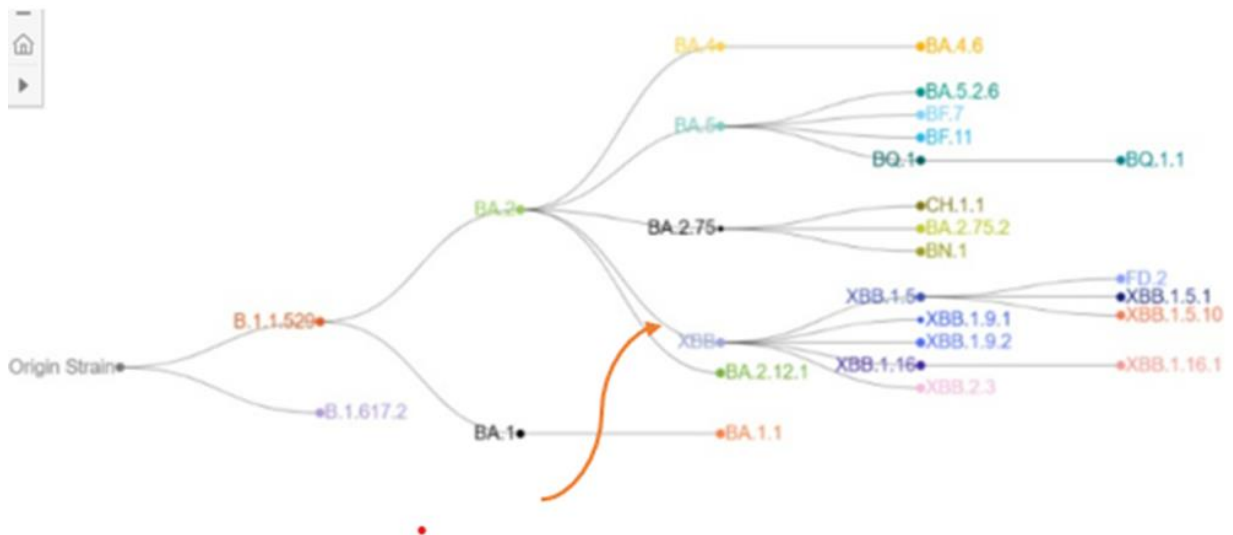 BA.4
BA.4.6
BA.5.2.6
BA.5
BF.7
BF.11
BQ.1
BQ.1.1
BA.2
CH.1.1
BA.2.75
BA.2.75.2
BN.1
FD.2
XBB.1.5
XBB.1.5.1
XBB.1.5.10
B.1.1.529
XBB.1.9.1
XBB
XBB.1.9.2
Origin Strain
XBB.1.16
XBB.1.16.1
BA.2.12.1
XBB.2.3
B.1.617.2
BA.1
BA.1.1